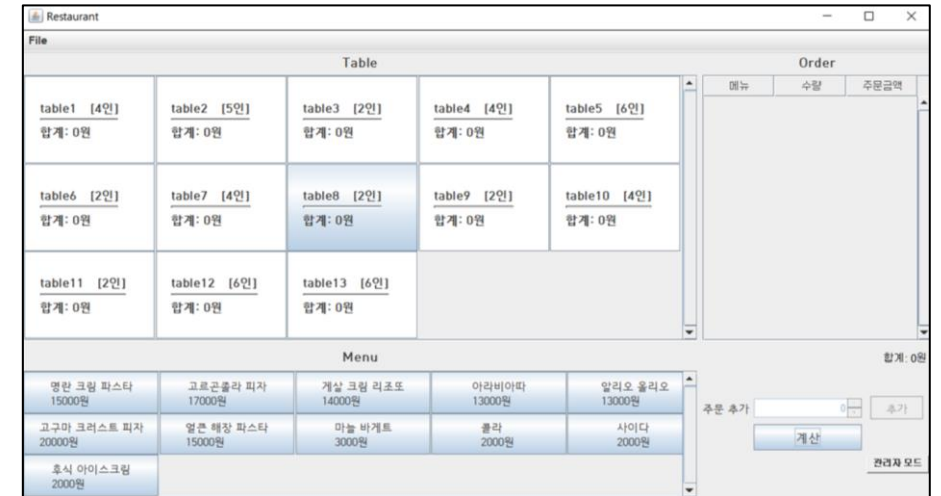 Restaurant
File
Table
table1 [4인]
합계: 0원
table2 [5인]
합계: 0원
table3 [2인]
합계: 0원
table4 [4인]
합계: 0원
table5 [6인]
합계: 0원
table6 [2인]
합계: 0원
table7 [4인]
합계: 0원
table8 [2인]
합계: 0원
table9 [2인]
합계: 0원
table10 [4인]
합계: 0원
table11 [2인]
합계: 0원
table12 [6인]
합계: 0원
table13 [6인]
합계: 0원
Order
메뉴 수량 주문금액
합계: 0원
Menu
명란 크림 파스타
15000원
고르곤졸라 피자
17000원
게살 크림 리조또
14000원
아라비아따
13000원
알리오 올리오
13000원
고구마 크러스트 피자
20000원
얼큰 해장 파스타
15000원
마늘 바게트
3000원
콜라
2000원
사이다
2000원
후식 아이스크림
2000원
주문 추가 0 추가
계산
관리자 모드